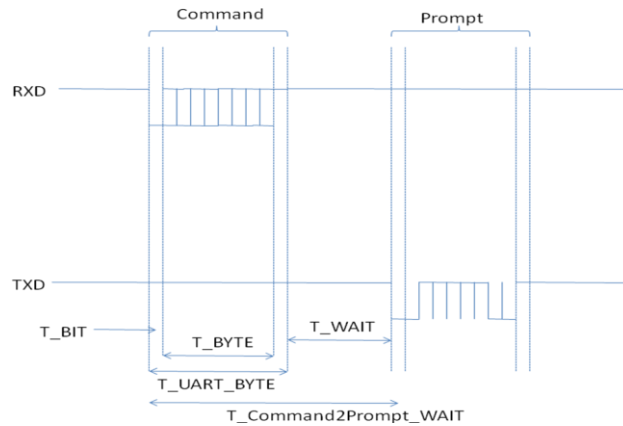 Command
Prompt
RXD
TXD
T_BIT
T_WAIT
T_BYTE
T_UART_BYTE
T_Command2Prompt_WAIT